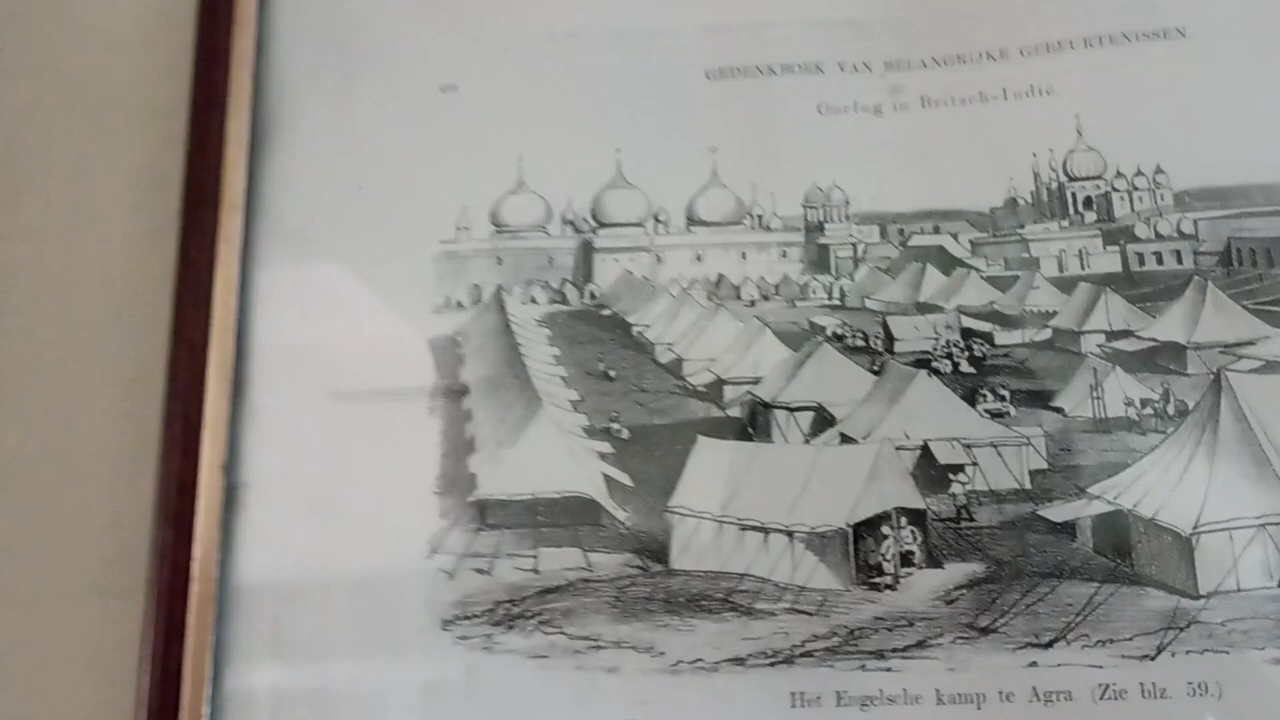 GEDENKBOEK VAN BELANGRIJKE GEBEURTENISSEN.
Oorlog in Britsch-Indië.
Het Engelsche kamp te Agra. (Zie blz. 59.)